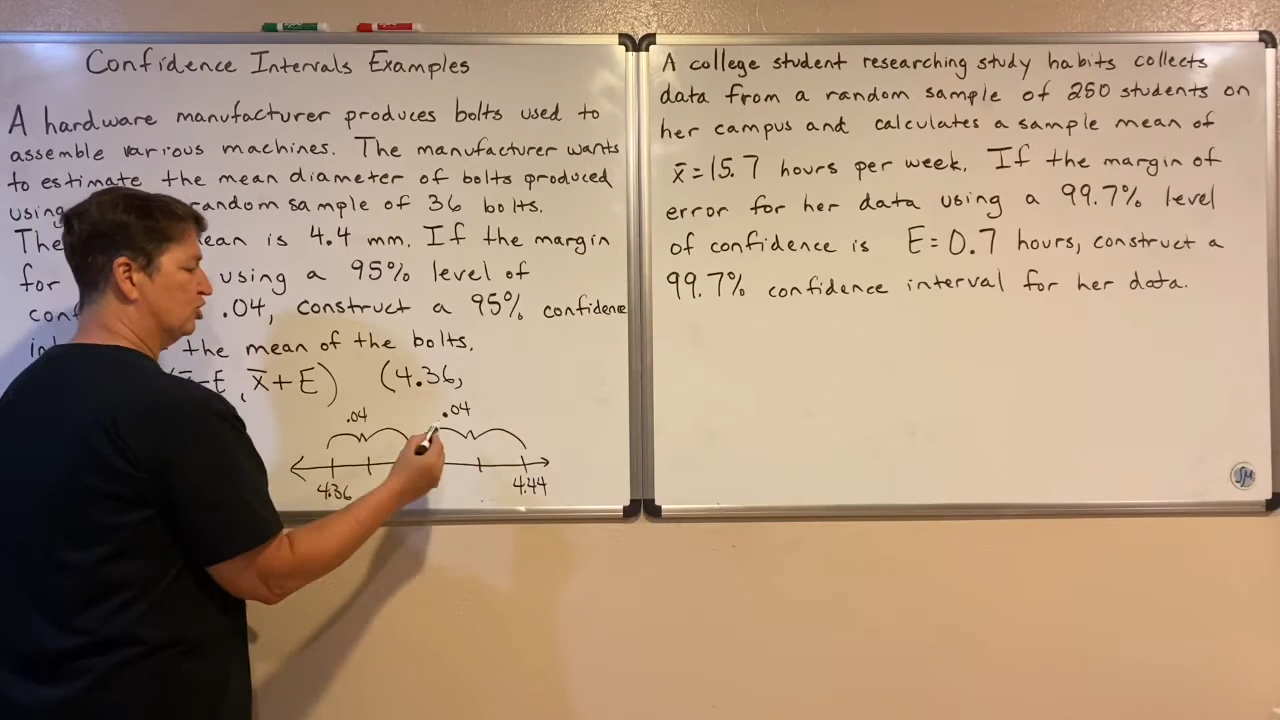 Confidence Intervals Examples
A hardware manufacturer produces bolts used to
assemble various machines. The manufacturer wants
to estimate the mean diameter of bolts produced
using random sample of 36 bolts.
The mean is 4.4 mm. If the margin
for using a 95% level of
.04, construct a 95% confidence
the mean of the bolts.
x̄-E, x̄+E) (4.36,
.04 .04
4.36 4.44
A college student researching study habits collects
data from a random sample of 250 students on
her campus and calculates a sample mean of
x̄=15.7 hours per week. If the margin of
error for her data using a 99.7% level
of confidence is E=0.7 hours, construct a
99.7% confidence interval for her data.
SM